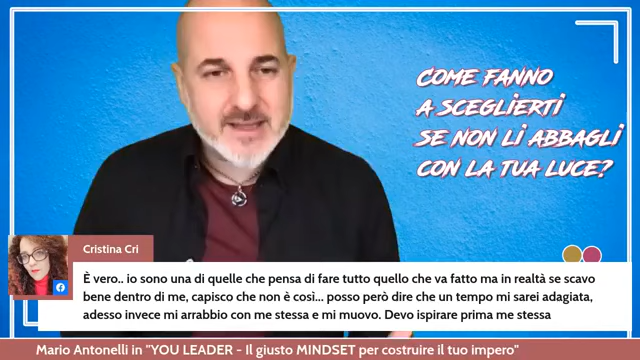 COME FANNO
A SCEGLIERTI
SE NON LI ABBAGLI
CON LA TUA LUCE?
Cristina Cri
È vero.. io sono una di quelle che pensa di fare tutto quello che va fatto ma in realtà se scavo
bene dentro di me, capisco che non è così... posso però dire che un tempo mi sarei adagiata,
adesso invece mi arrabbio con me stessa e mi muovo. Devo ispirare prima me stessa
Mario Antonelli in "YOU LEADER - Il giusto MINDSET per costruire il tuo impero"